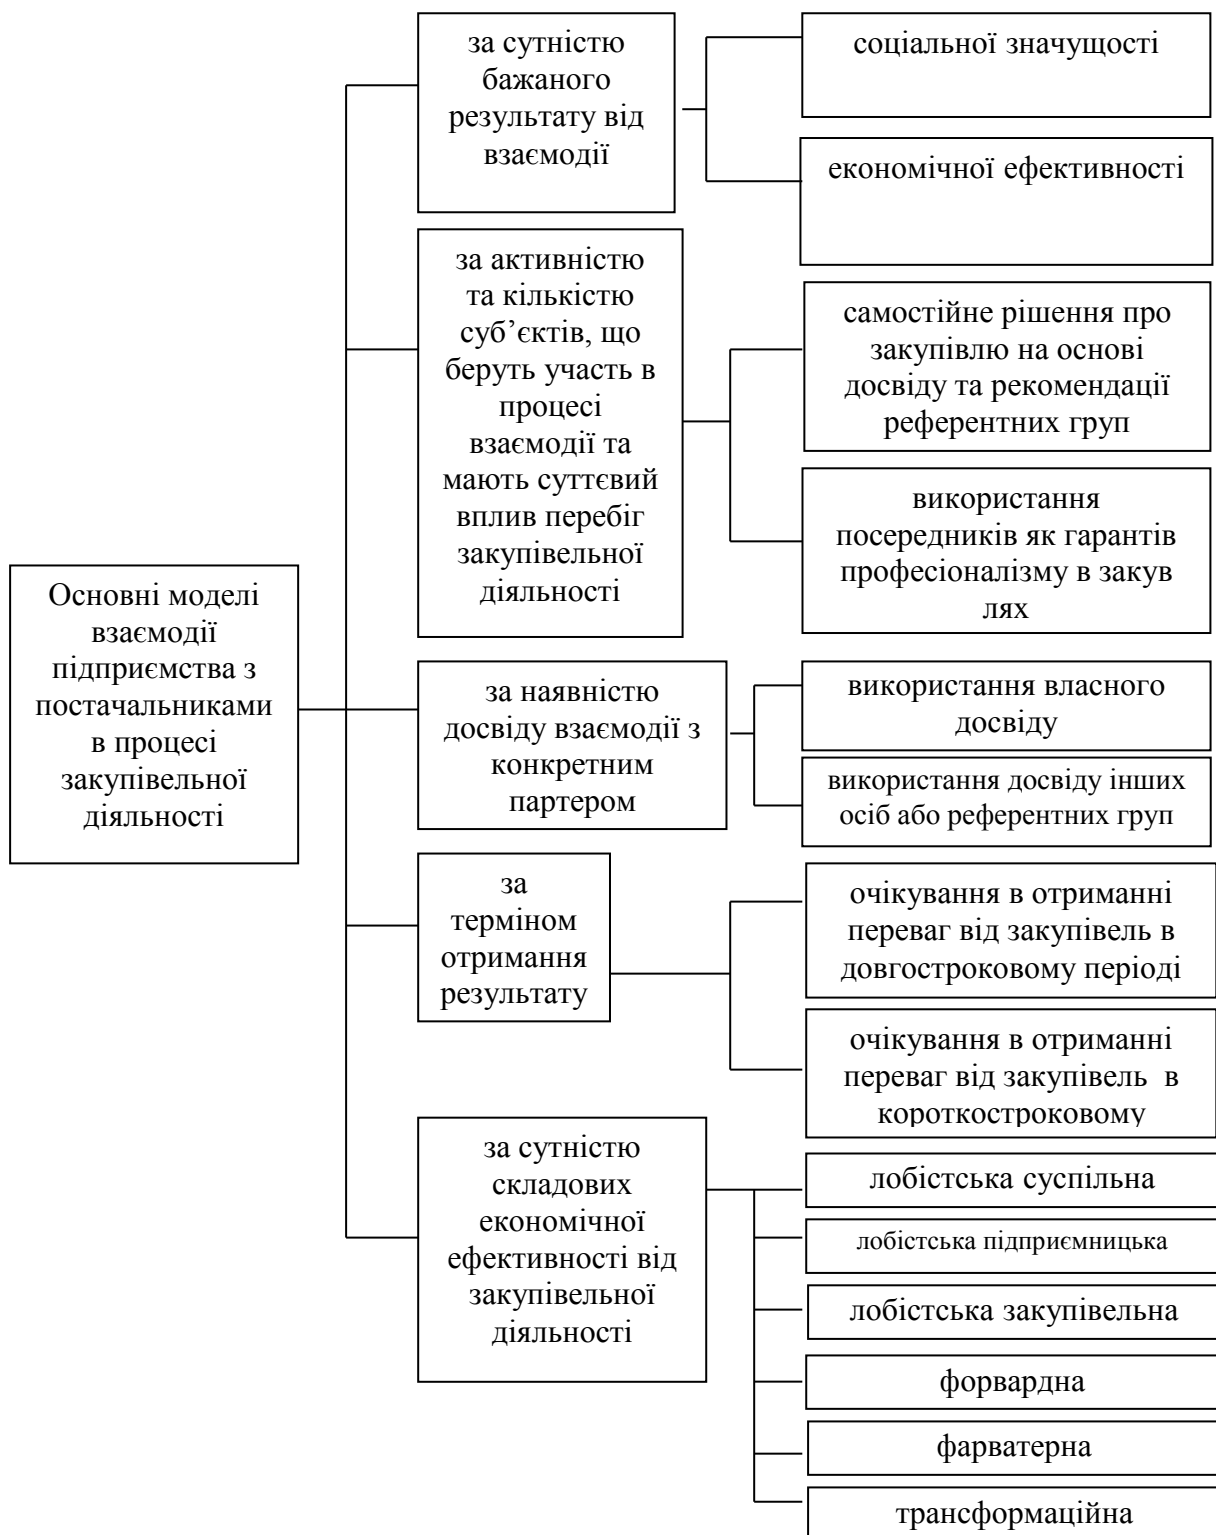 Основні моделі
взаємодії
підприємства з
постачальниками
в процесі
закупівельної
діяльності
за сутністю
бажаного
результату від
взаємодії
соціальної значущості
економічної ефективності
за активністю
та кількістю
суб’єктів, що
беруть участь в
процесі
взаємодії та
мають суттєвий
вплив перебіг
закупівельної
діяльності
самостійне рішення про
закупівлю на основі
досвіду та рекомендації
референтних груп
використання
посередників як гарантів
професіоналізму в закув
лях
за наявністю
досвіду взаємодії з
конкретним
партером
використання власного
досвіду
використання досвіду інших
осіб або референтних груп
за
терміном
отримання
результату
очікування в отриманні
переваг від закупівель в
довгостроковому періоді
очікування в отриманні
переваг від закупівель в
короткостроковому
за сутністю
складових
економічної
ефективності від
закупівельної
діяльності
лобістська суспільна
лобістська підприємницька
лобістська закупівельна
форвардна
фарватерна
трансформаційна